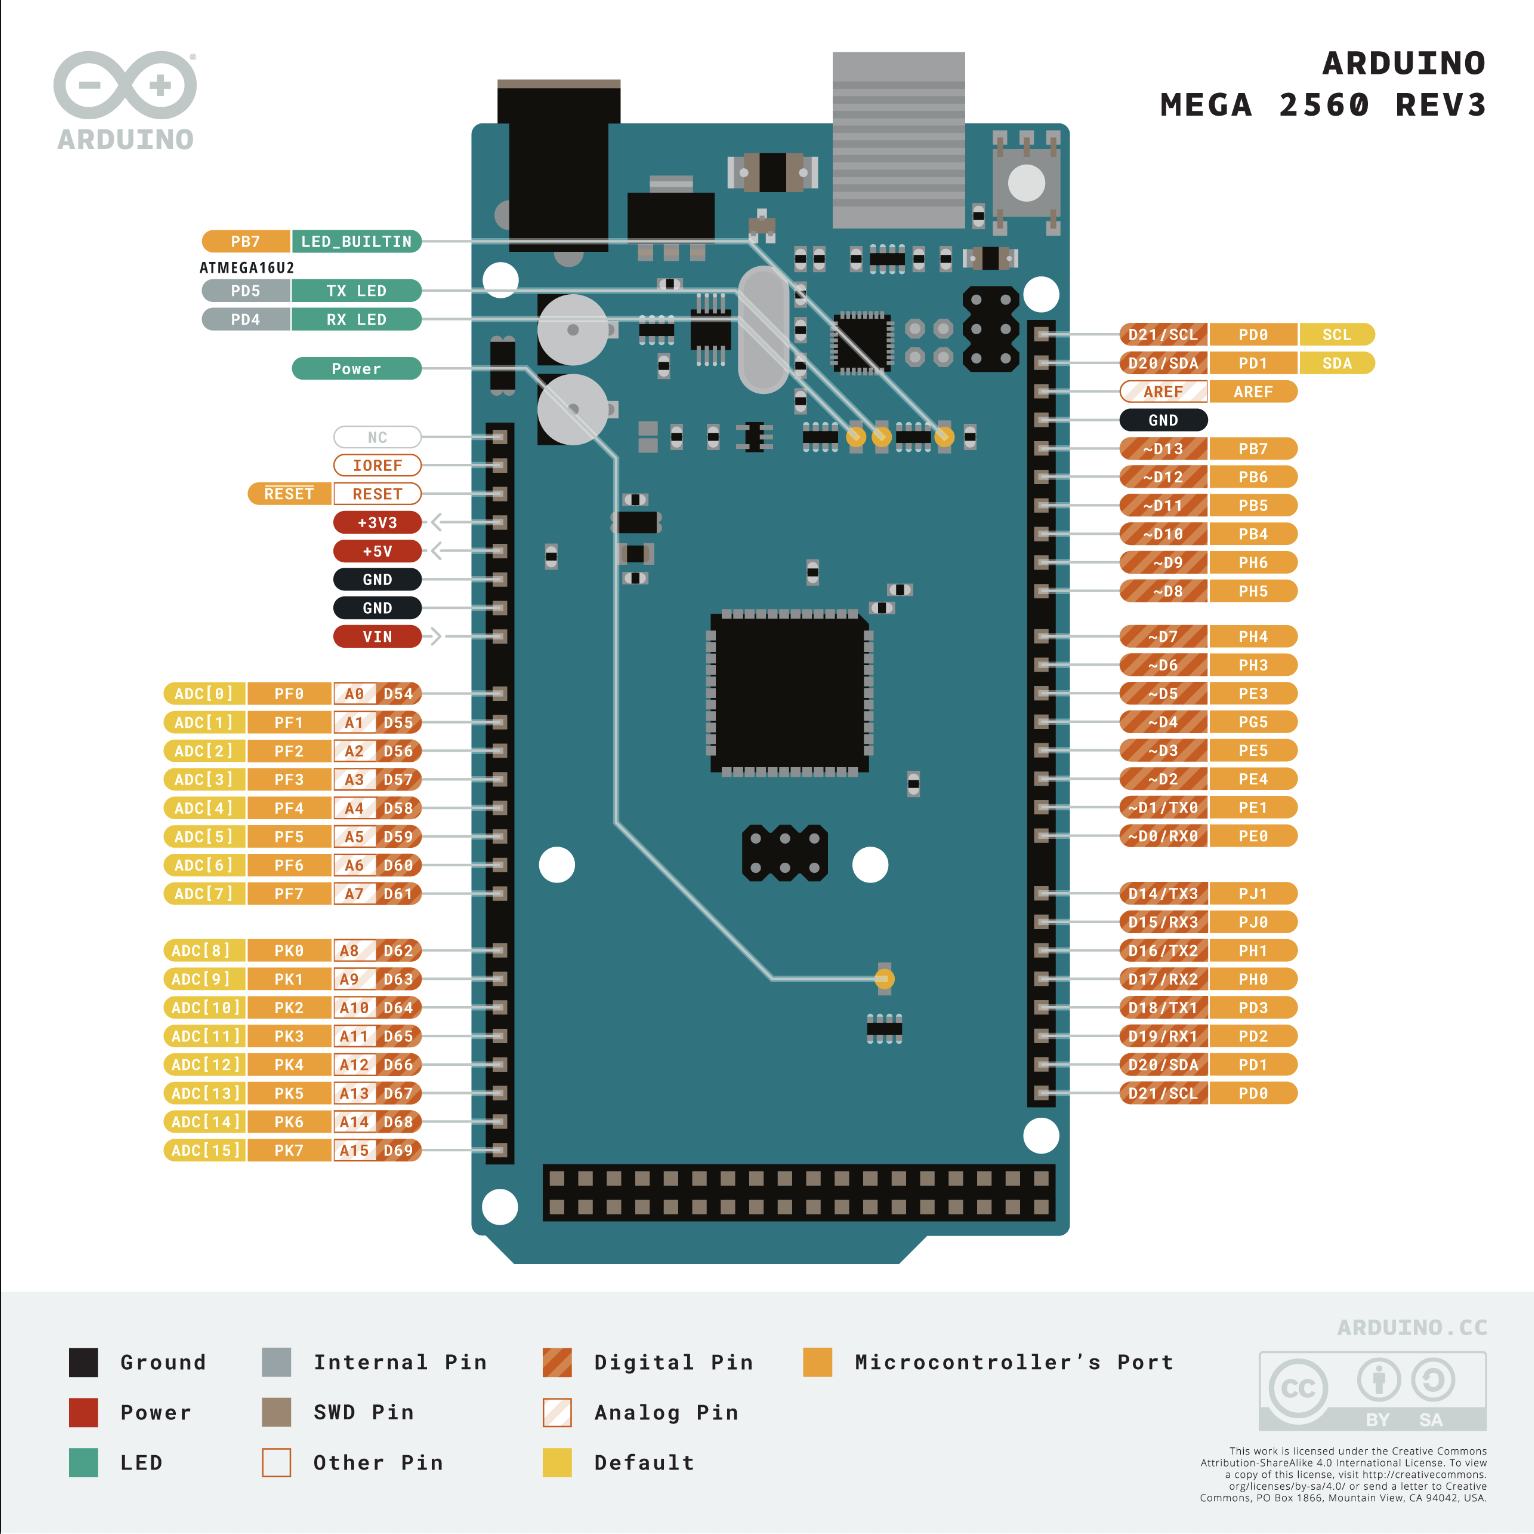 ARDUINO
ARDUINO
MEGA 2560 REV3
PB7 LED_BUILTIN
ATMEGA16U2
PD5 TX LED
PD4 RX LED
Power
NC
IOREF
RESET RESET
+3V3
+5V
GND
GND
VIN
ADC[0] PF0 A0 D54
ADC[1] PF1 A1 D55
ADC[2] PF2 A2 D56
ADC[3] PF3 A3 D57
ADC[4] PF4 A4 D58
ADC[5] PF5 A5 D59
ADC[6] PF6 A6 D60
ADC[7] PF7 A7 D61
ADC[8] PK0 A8 D62
ADC[9] PK1 A9 D63
ADC[10] PK2 A10 D64
ADC[11] PK3 A11 D65
ADC[12] PK4 A12 D66
ADC[13] PK5 A13 D67
ADC[14] PK6 A14 D68
ADC[15] PK7 A15 D69
D21/SCL PD0 SCL
D20/SDA PD1 SDA
AREF AREF
GND
~D13 PB7
~D12 PB6
~D11 PB5
~D10 PB4
~D9 PH6
~D8 PH5
~D7 PH4
~D6 PH3
~D5 PE3
~D4 PG5
~D3 PE5
~D2 PE4
~D1/TX0 PE1
~D0/RX0 PE0
D14/TX3 PJ1
D15/RX3 PJ0
D16/TX2 PH1
D17/RX2 PH0
D18/TX1 PD3
D19/RX1 PD2
D20/SDA PD1
D21/SCL PD0
Ground
Power
LED
Internal Pin
SWD Pin
Other Pin
Digital Pin
Analog Pin
Default
Microcontroller's Port
ARDUINO.CC
CC
BY SA
This work is licensed under the Creative Commons
Attribution-ShareAlike 4.0 International License. To view
a copy of this license, visit http://creativecommons.
org/licenses/by-sa/4.0/ or send a letter to Creative
Commons, PO Box 1866, Mountain View, CA 94042, USA.